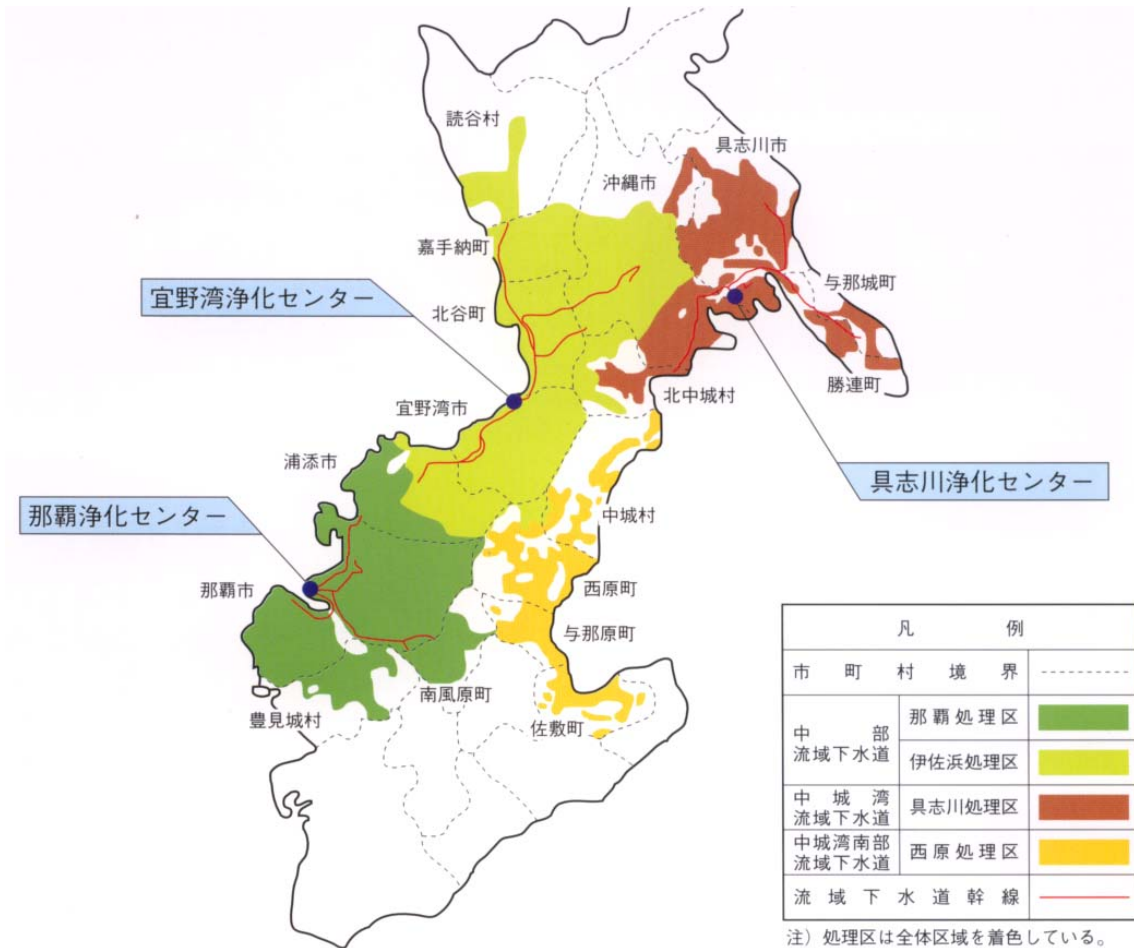 読谷村
具志川市
沖縄市
嘉手納町
宜野湾浄化センター
与那城町
北谷町
勝連町
北中城村
宜野湾市
浦添市
具志川浄化センター
那覇浄化センター
中城村
那覇市
西原町
与那原町
南風原町
豊見城村
佐敷町
凡例
市町村境界
中部流域下水道
那覇処理区
伊佐浜処理区
中城湾流域下水道
具志川処理区
中城湾南部流域下水道
西原処理区
流域下水道幹線
注）処理区は全体区域を着色している。